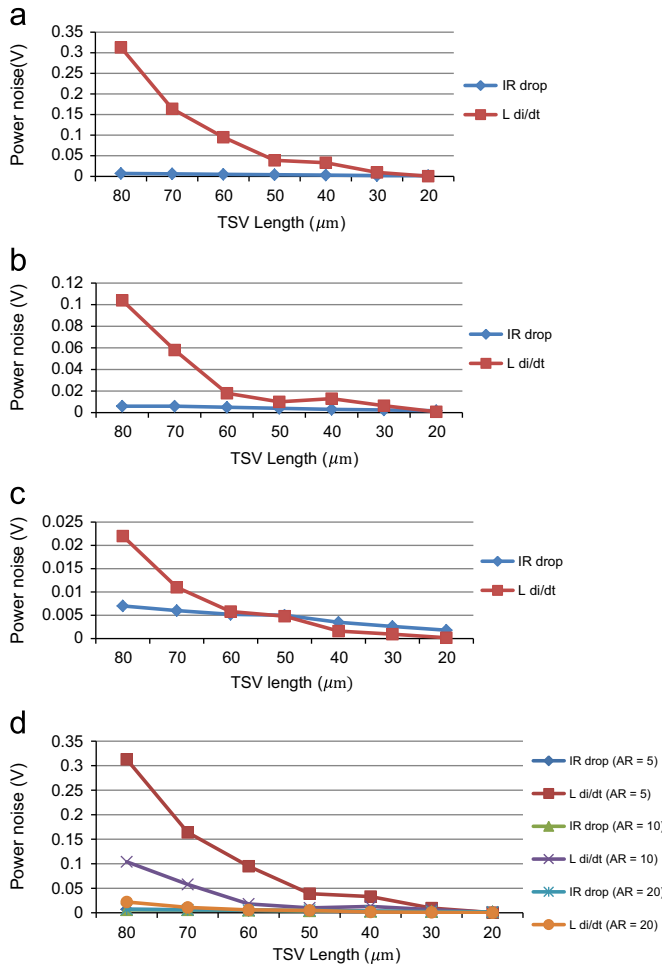 a
Power noise(V)
0.35
0.3
0.25
0.2
0.15
0.1
0.05
0
80 70 60 50 40 30 20
TSV Length (μm)
IR drop
L di/dt
b
Power noise (V)
0.12
0.1
0.08
0.06
0.04
0.02
0
80 70 60 50 40 30 20
TSV Length (μm)
IR drop
L di/dt
c
Power noise (V)
0.025
0.02
0.015
0.01
0.005
0
80 70 60 50 40 30 20
TSV length (μm)
IR drop
L di/dt
d
Power noise (V)
0.35
0.3
0.25
0.2
0.15
0.1
0.05
0
80 70 60 50 40 30 20
TSV Length (μm)
IR drop (AR = 5)
L di/dt (AR = 5)
IR drop (AR = 10)
L di/dt (AR = 10)
IR drop (AR = 20)
L di/dt (AR = 20)